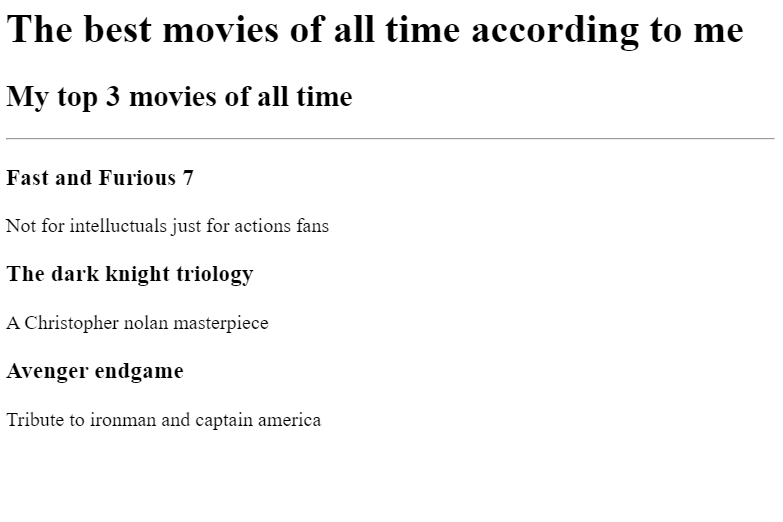 The best movies of all time according to me
My top 3 movies of all time
Fast and Furious 7
Not for intelluctuals just for actions fans
The dark knight triology
A Christopher nolan masterpiece
Avenger endgame
Tribute to ironman and captain america